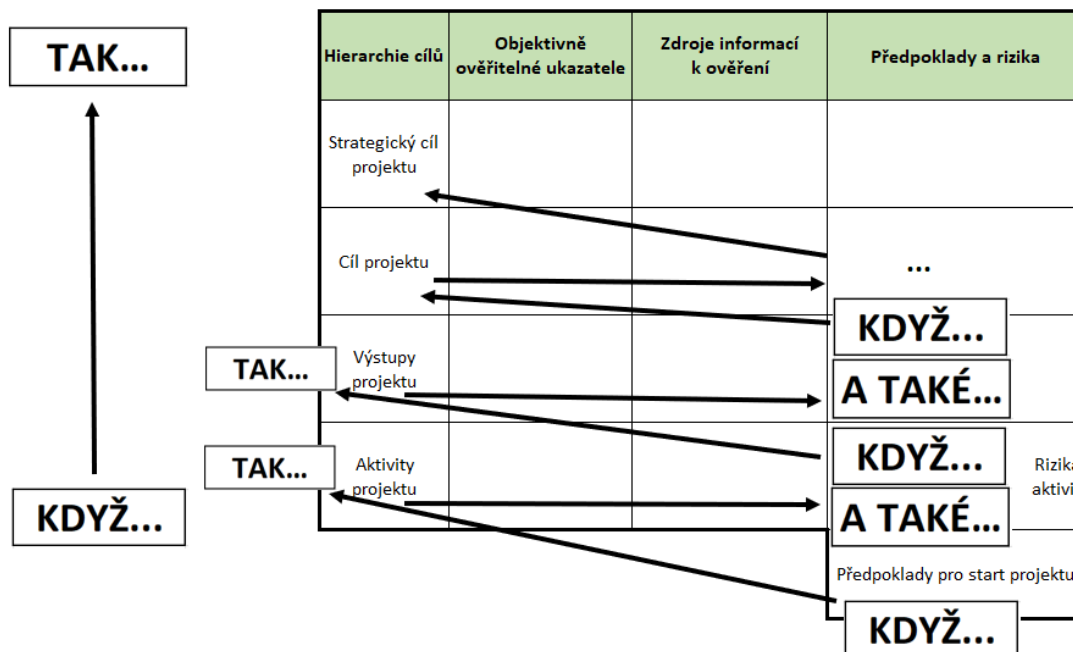 TAK...
KDYŽ...
Hierarchie cílů
Objektivně
ověřitelné ukazatele
Zdroje informací
k ověření
Předpoklady a rizika
Strategický cíl
projektu
Cíl projektu
...
KDYŽ...
TAK...
Výstupy
projektu
A TAKÉ...
TAK...
Aktivity
projektu
KDYŽ...
A TAKÉ...
Předpoklady pro start projektu
KDYŽ...